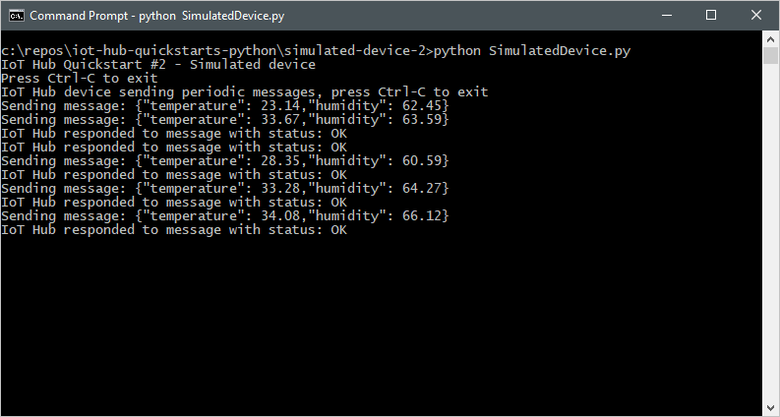 Command Prompt - python  SimulatedDevice.py
c:\repos\iot-hub-quickstarts-python\simulated-device-2>python SimulatedDevice.py
IoT Hub Quickstart #2 - Simulated device
Press Ctrl-C to exit
IoT Hub device sending periodic messages, press Ctrl-C to exit
Sending message: {"temperature": 23.14,"humidity": 62.45}
Sending message: {"temperature": 33.67,"humidity": 63.59}
IoT Hub responded to message with status: OK
IoT Hub responded to message with status: OK
Sending message: {"temperature": 28.35,"humidity": 60.59}
IoT Hub responded to message with status: OK
Sending message: {"temperature": 33.28,"humidity": 64.27}
IoT Hub responded to message with status: OK
Sending message: {"temperature": 34.08,"humidity": 66.12}
IoT Hub responded to message with status: OK